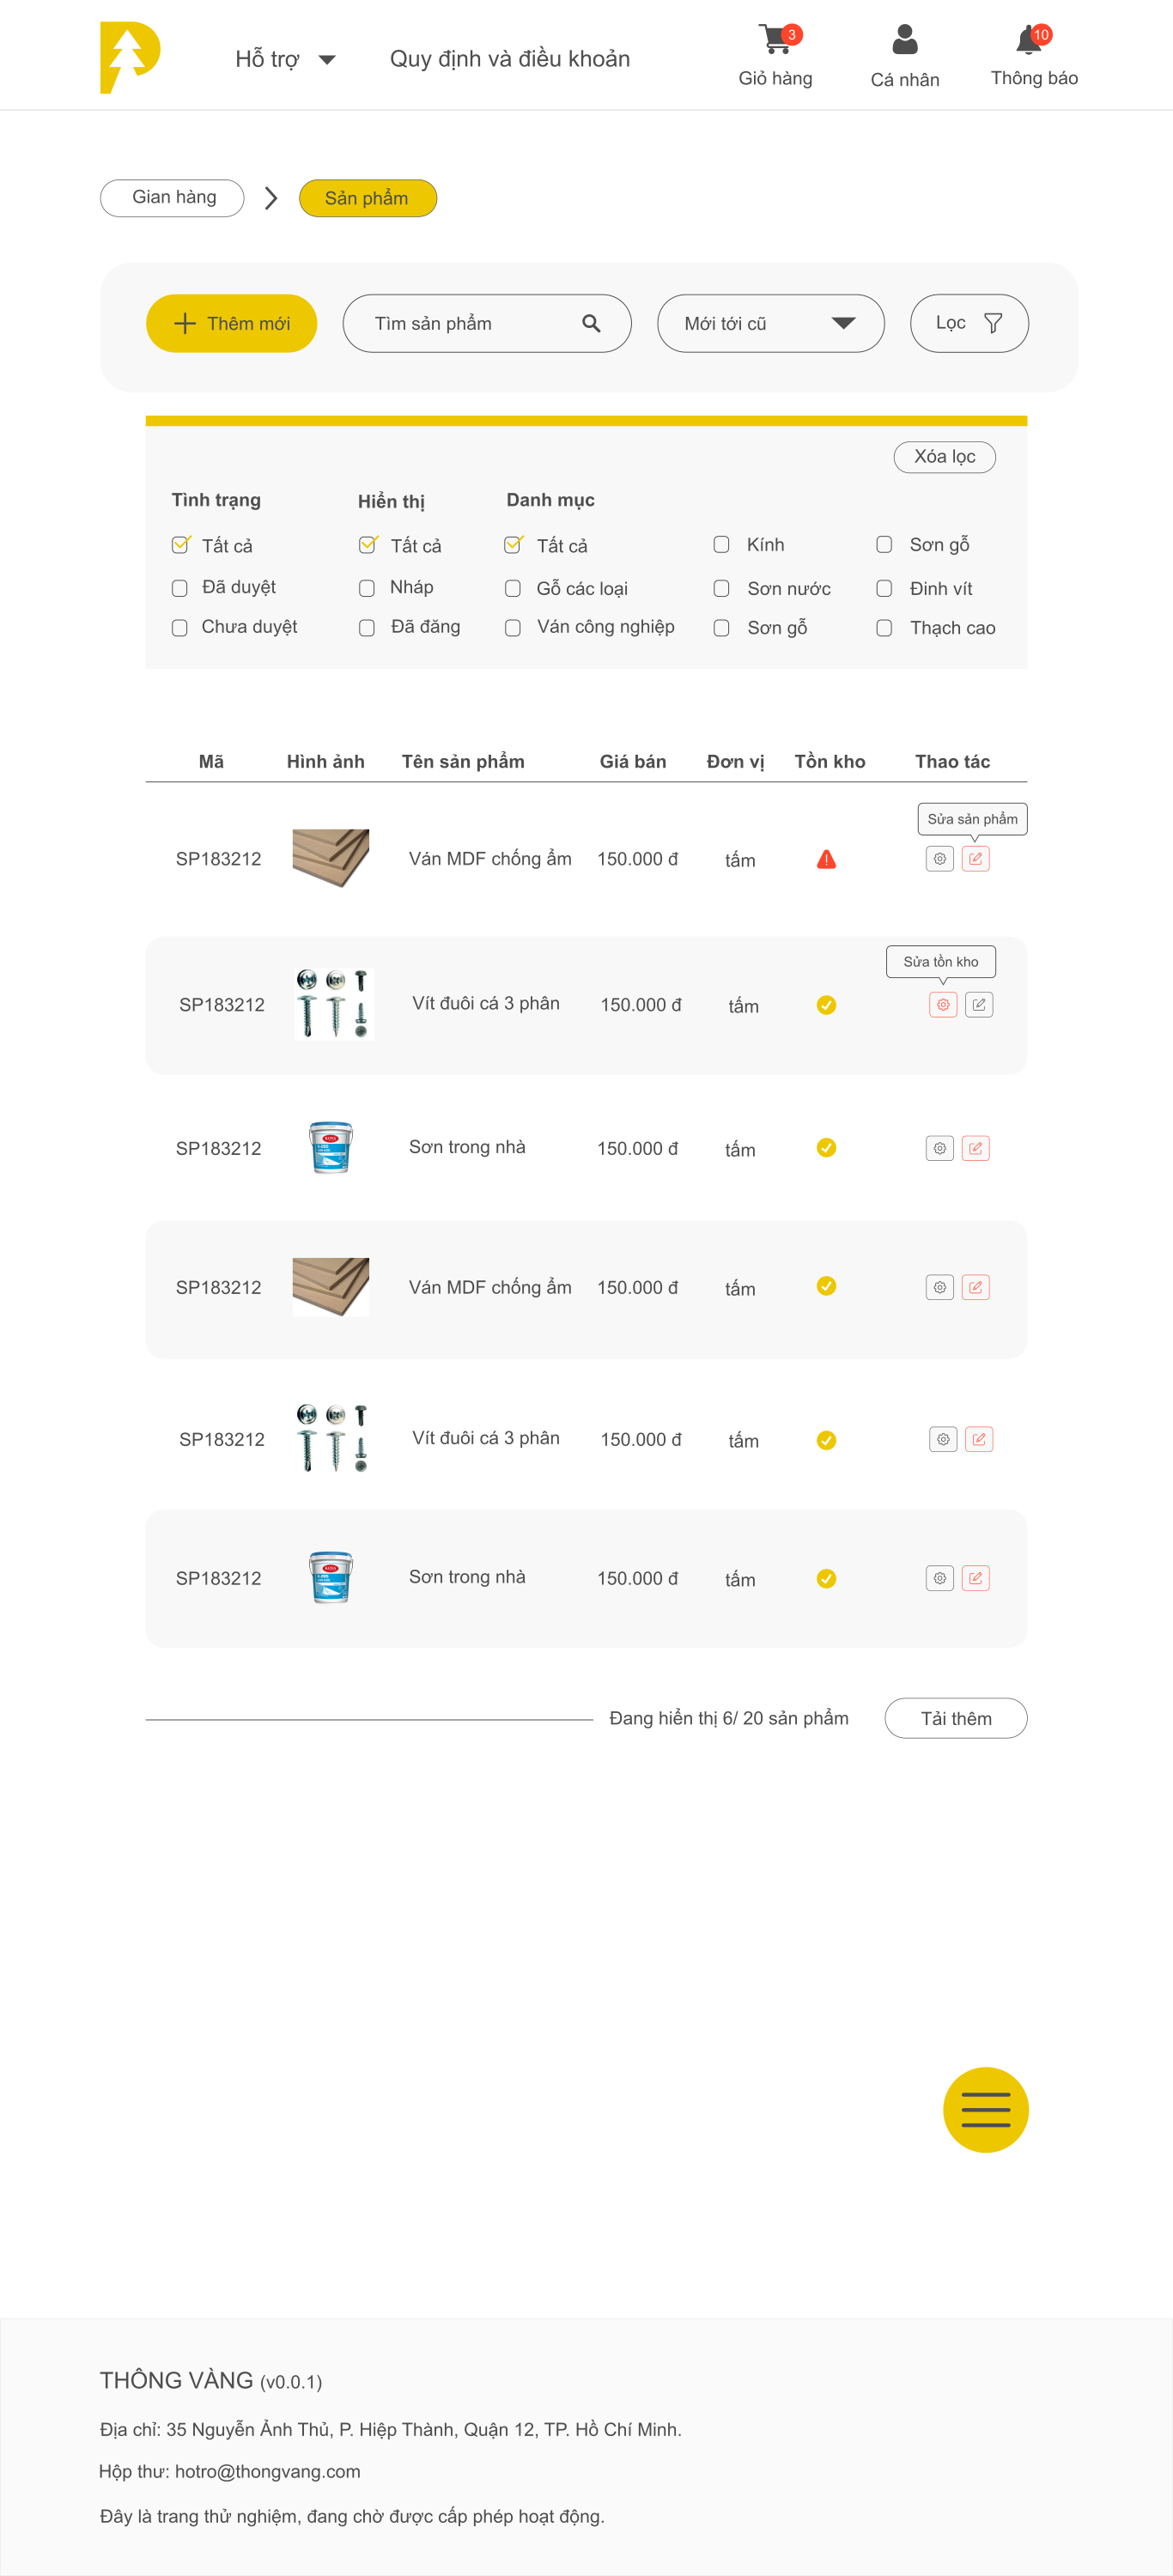 Hỗ trợ
Quy định và điều khoản
3
Giỏ hàng
Cá nhân
10
Thông báo
Gian hàng
Sản phẩm
Thêm mới
Tìm sản phẩm
Mới tới cũ
Lọc
Xóa lọc
Tình trạng Hiển thị Danh mục
Tất cả Tất cả Tất cả Kính Sơn gỗ
Đã duyệt Nháp Gỗ các loại Sơn nước Đinh vít
Chưa duyệt Đã đăng Ván công nghiệp Sơn gỗ Thạch cao
Mã Hình ảnh Tên sản phẩm Giá bán Đơn vị Tồn kho Thao tác
Sửa sản phẩm
SP183212 Ván MDF chống ẩm 150.000 đ tấm
Sửa tồn kho
SP183212 Vít đuôi cá 3 phân 150.000 đ tấm
SP183212 Sơn trong nhà 150.000 đ tấm
SP183212 Ván MDF chống ẩm 150.000 đ tấm
SP183212 Vít đuôi cá 3 phân 150.000 đ tấm
SP183212 Sơn trong nhà 150.000 đ tấm
Đang hiển thị 6/ 20 sản phẩm
Tải thêm
THÔNG VÀNG (v0.0.1)
Địa chỉ: 35 Nguyễn Ảnh Thủ, P. Hiệp Thành, Quận 12, TP. Hồ Chí Minh.
Hộp thư: hotro@thongvang.com
Đây là trang thử nghiệm, đang chờ được cấp phép hoạt động.